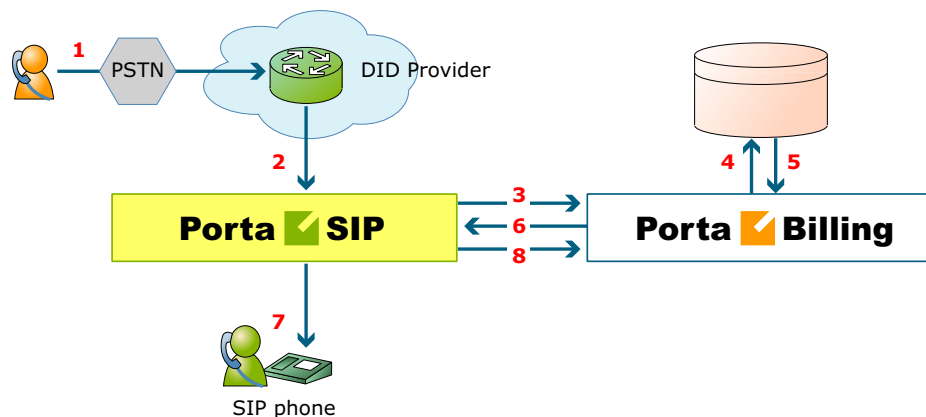 1
PSTN
DID Provider
2
4
5
Porta SIP
3
6
8
Porta Billing
7
SIP phone